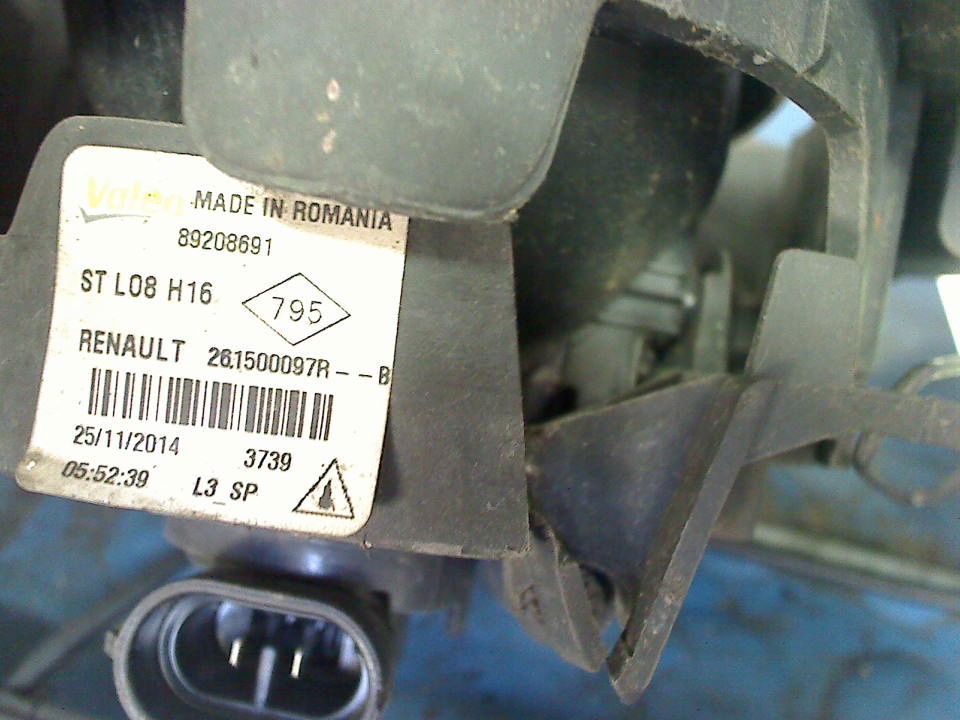 Valeo MADE IN ROMANIA
89208691
ST L08 H16
795
RENAULT 261500097R--B
25/11/2014 3739
05:52:39 L3_SP